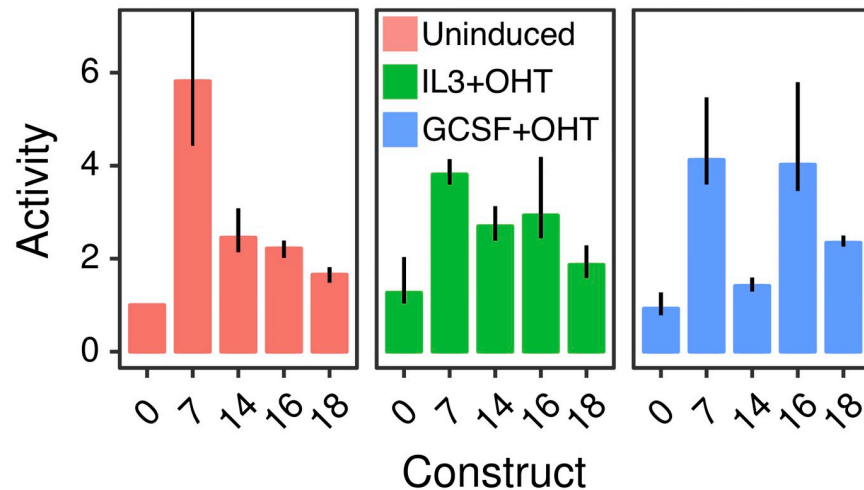 Uninduced
IL3+OHT
GCSF+OHT
Activity
6
4
2
0
0 7 14 16 18
0 7 14 16 18
0 7 14 16 18
Construct